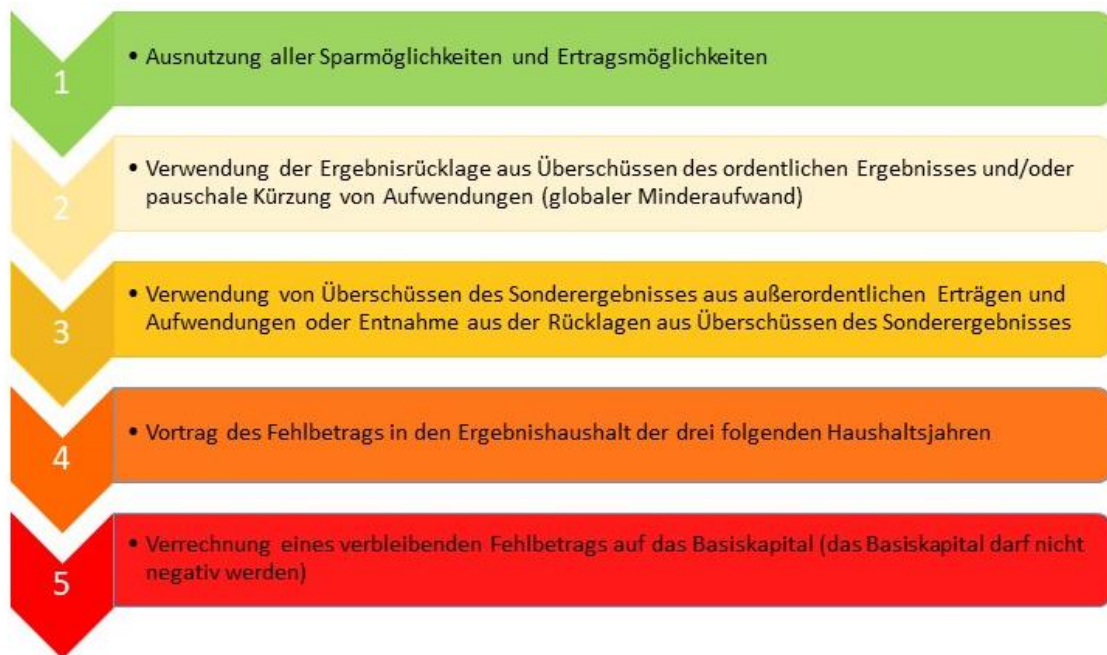 1
• Ausnutzung aller Sparmöglichkeiten und Ertragsmöglichkeiten
2
• Verwendung der Ergebnisrücklage aus Überschüssen des ordentlichen Ergebnisses und/oder
pauschale Kürzung von Aufwendungen (globaler Minderaufwand)
3
• Verwendung von Überschüssen des Sonderergebnisses aus außerordentlichen Erträgen und
Aufwendungen oder Entnahme aus der Rücklagen aus Überschüssen des Sonderergebnisses
4
• Vortrag des Fehlbetrags in den Ergebnishaushalt der drei folgenden Haushaltsjahren
5
• Verrechnung eines verbleibenden Fehlbetrags auf das Basiskapital (das Basiskapital darf nicht
negativ werden)